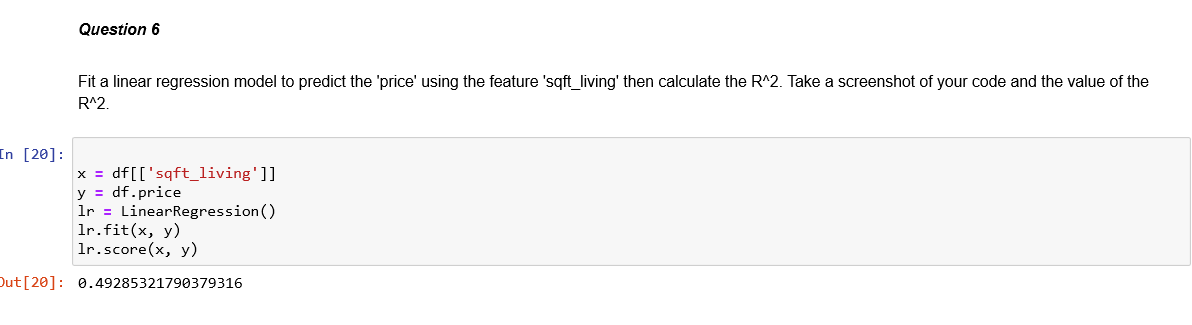 Question 6
Fit a linear regression model to predict the 'price' using the feature 'sqft_living' then calculate the R^2. Take a screenshot of your code and the value of the
R^2.
In [20]:
x = df[['sqft_living']]
y = df.price
lr = LinearRegression()
lr.fit(x, y)
lr.score(x, y)
Out[20]: 0.49285321790379316